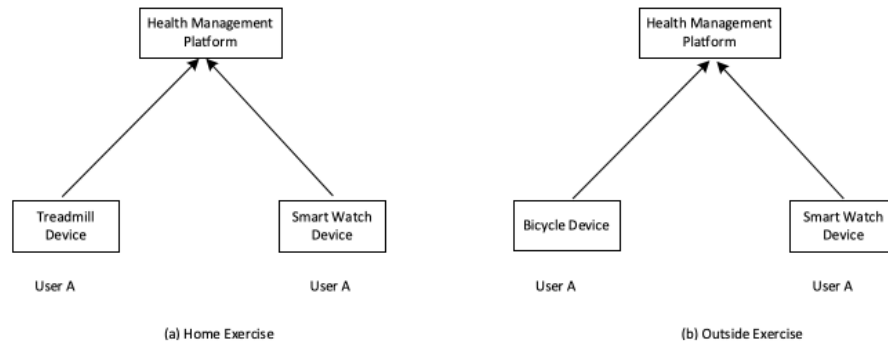 Health Management
Platform
Treadmill
Device
Smart Watch
Device
User A
User A
(a) Home Exercise
Health Management
Platform
Bicycle Device
Smart Watch
Device
User A
User A
(b) Outside Exercise